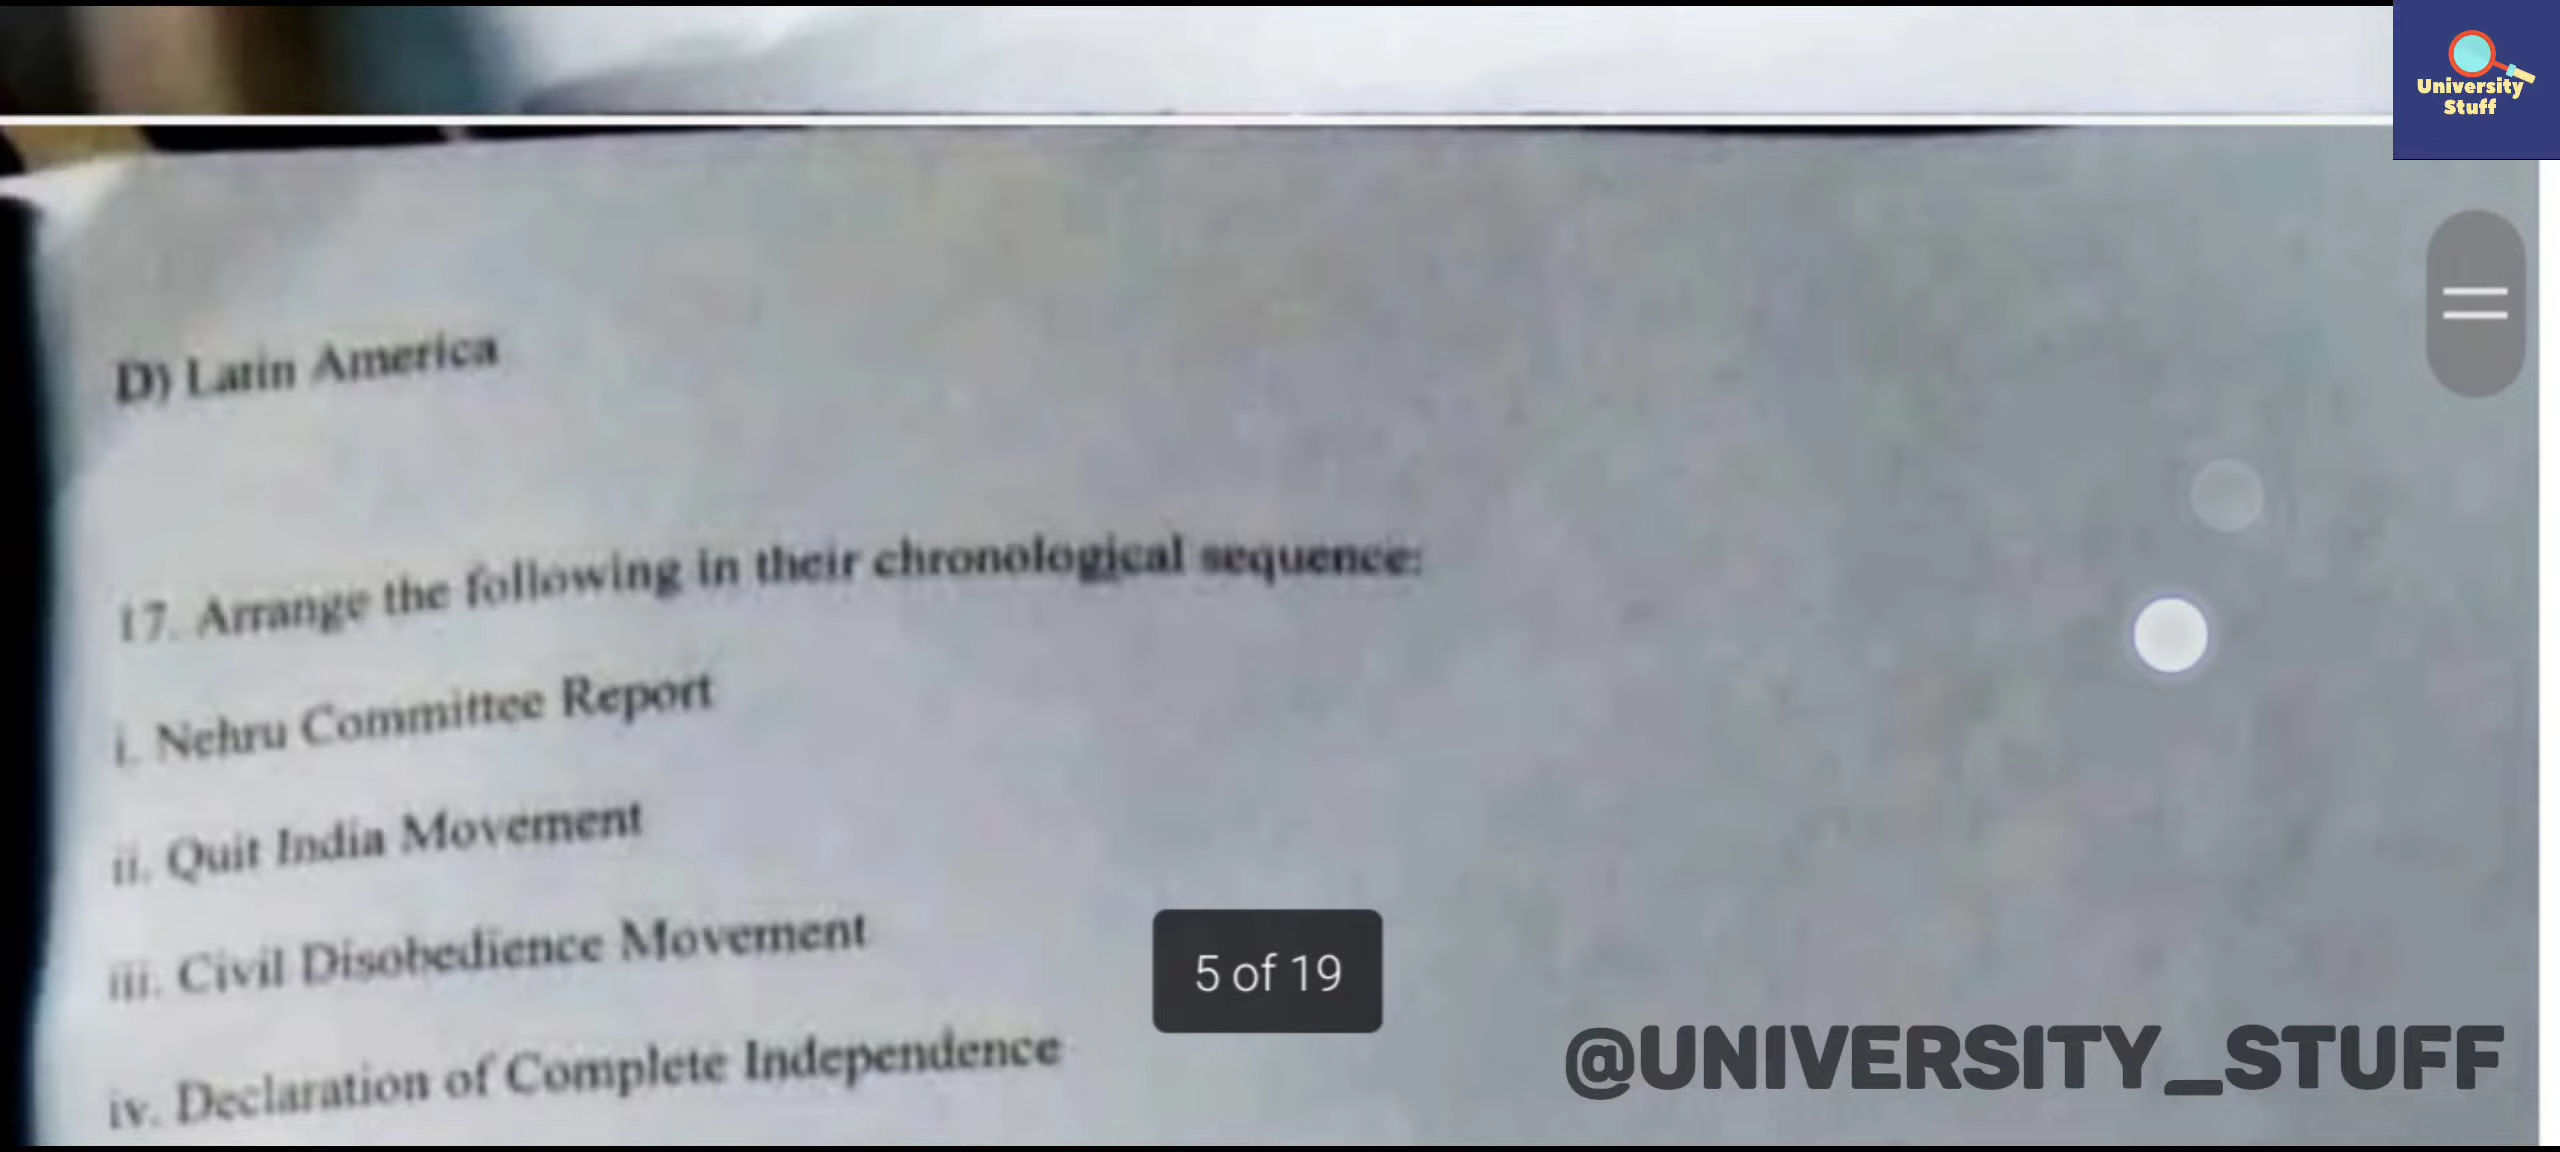 University
Stuff
D) Latin America
17. Arrange the following in their chronological sequence:
i. Nehru Committee Report
ii. Quit India Movement
iii. Civil Disobedience Movement
5 of 19
iv. Declaration of Complete Independence
@UNIVERSITY_STUFF